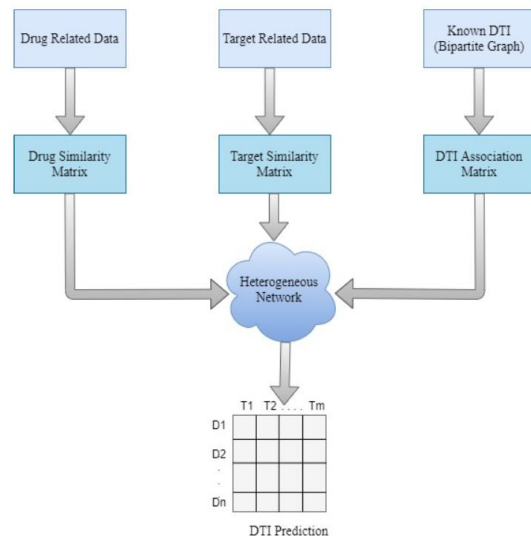 Drug Related Data
Target Related Data
Known DTI
(Bipartite Graph)
Drug Similarity
Matrix
Target Similarity
Matrix
DTI Association
Matrix
Heterogeneous
Network
T1 T2 . . . . Tm
D1
D2
.
.
Dn
DTI Prediction